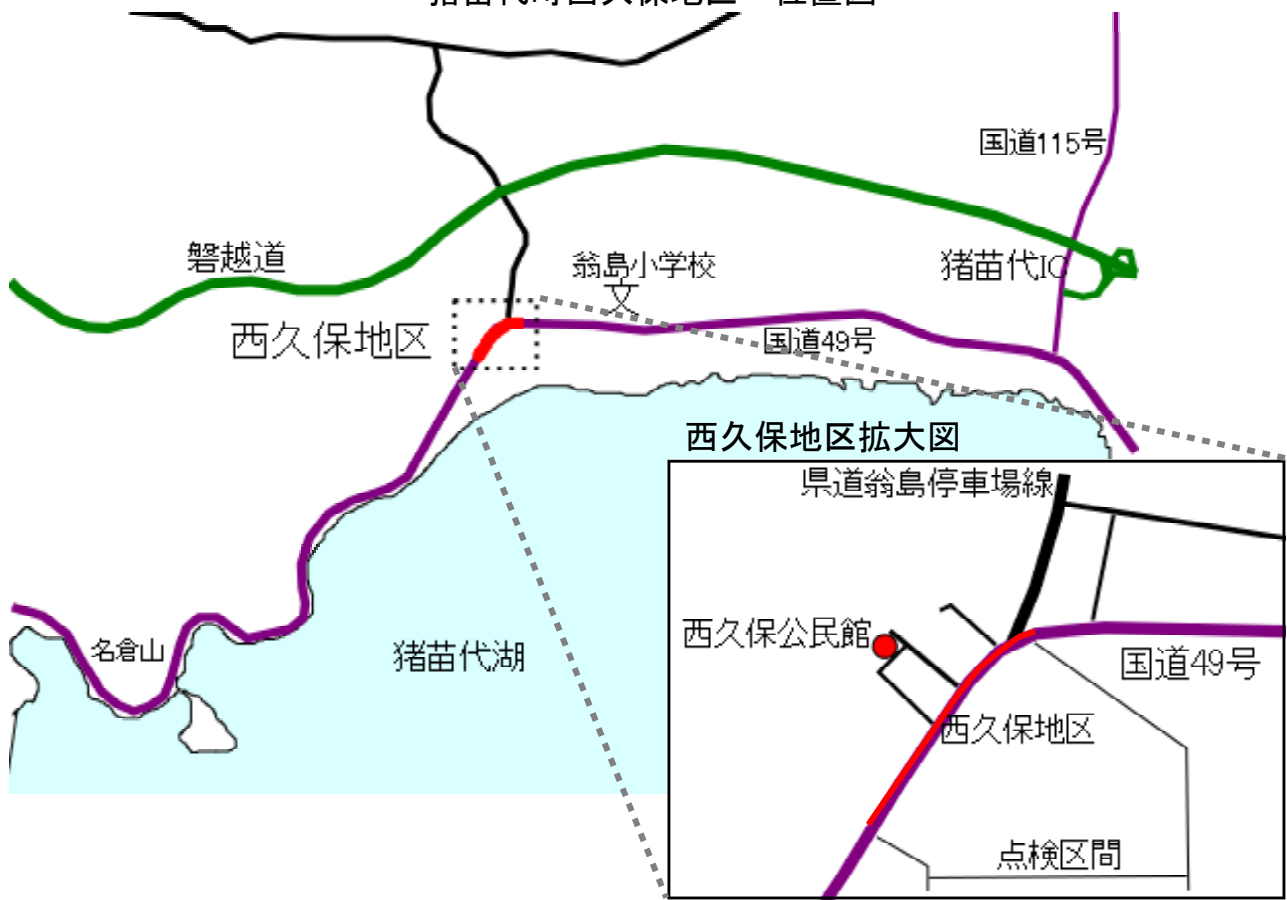 国道115号
磐越道
翁島小学校
文
猪苗代IC
西久保地区
国道49号
西久保地区拡大図
県道翁島停車場線
西久保公民館
国道49号
名倉山
猪苗代湖
西久保地区
点検区間